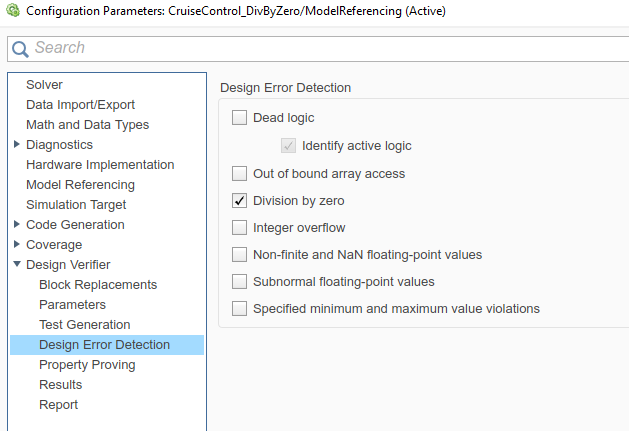 Configuration Parameters: CruiseControl_DivByZero/ModelReferencing (Active)
Search
Solver
Data Import/Export
Math and Data Types
Diagnostics
Hardware Implementation
Model Referencing
Simulation Target
Code Generation
Coverage
Design Verifier
Block Replacements
Parameters
Test Generation
Design Error Detection
Property Proving
Results
Report
Design Error Detection
Dead logic
Identify active logic
Out of bound array access
Division by zero
Integer overflow
Non-finite and NaN floating-point values
Subnormal floating-point values
Specified minimum and maximum value violations